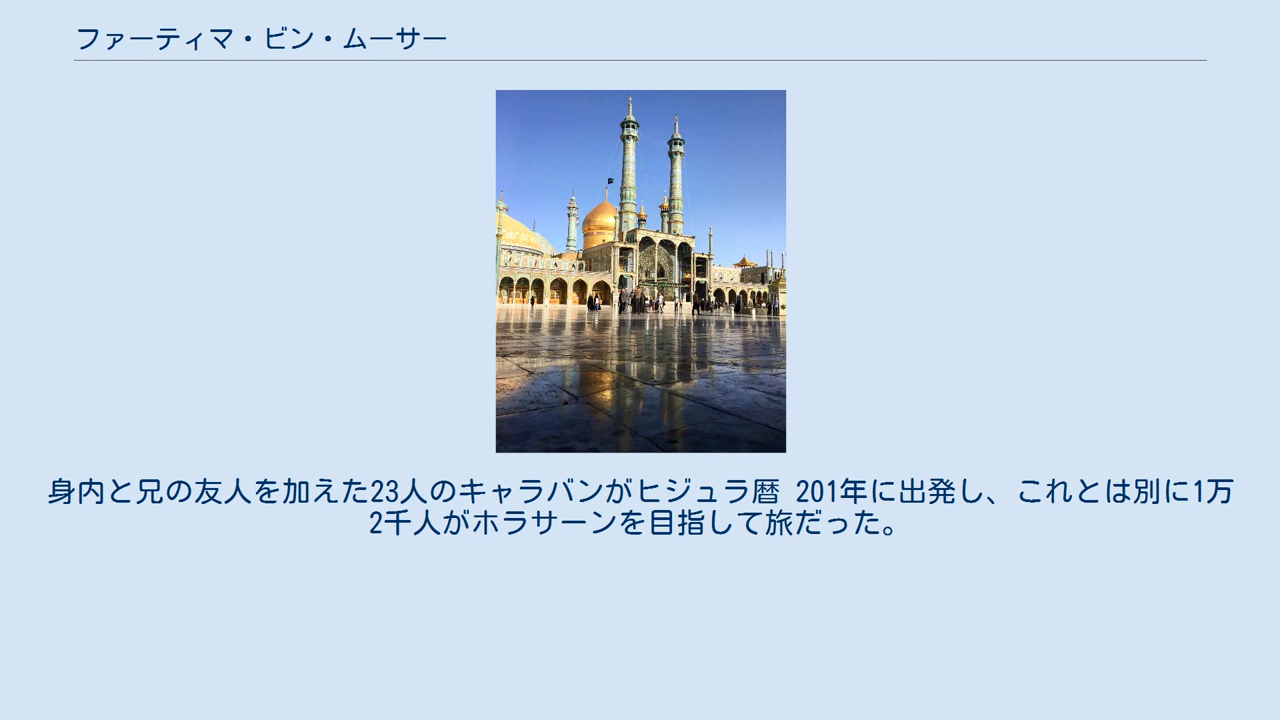 ファーティマ・ビン・ムーサー
身内と兄の友人を加えた23人のキャラバンがヒジュラ暦 201年に出発し、これとは別に1万
2千人がホラサーンを目指して旅だった。